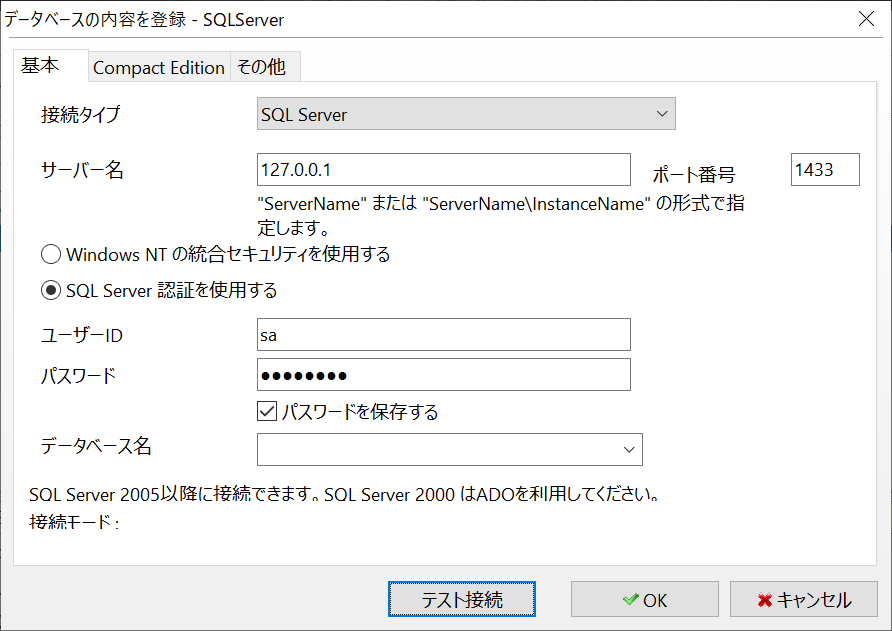 データベースの内容を登録 - SQLServer
基本 Compact Edition その他
接続タイプ SQL Server
サーバー名 127.0.0.1 ポート番号 1433
"ServerName" または "ServerName\InstanceName" の形式で指
定します。
Windows NT の統合セキュリティを使用する
SQL Server 認証を使用する
ユーザーID sa
パスワード ●●●●●●●●
パスワードを保存する
データベース名
SQL Server 2005以降に接続できます。SQL Server 2000 はADOを利用してください。
接続モード :
テスト接続 OK キャンセル